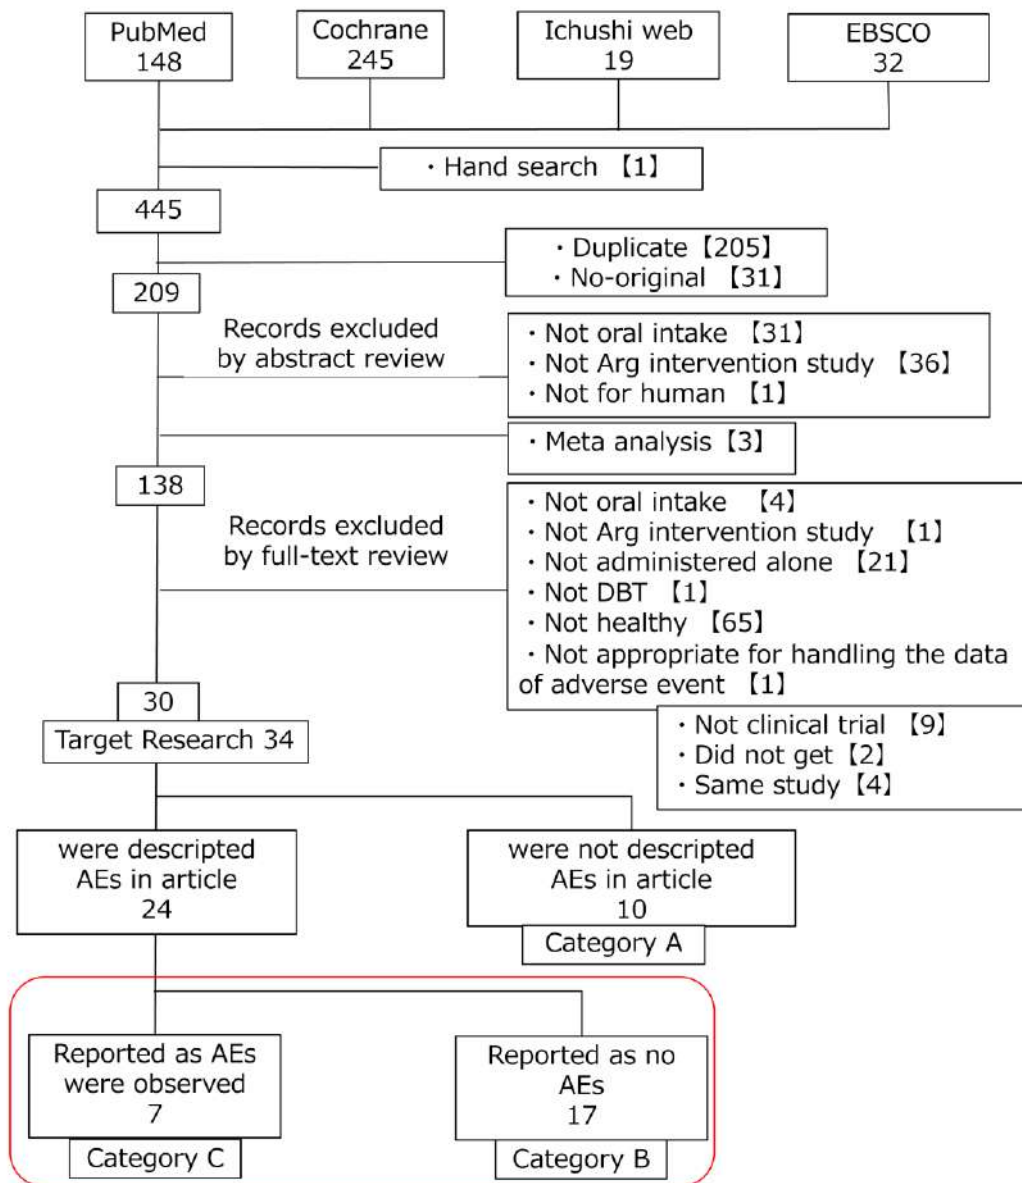 PubMed
148
Cochrane
245
Ichushi web
19
EBSCO
32
・Hand search 【1】
445
・Duplicate【205】
・No-original 【31】
209
Records excluded
by abstract review
・Not oral intake 【31】
・Not Arg intervention study 【36】
・Not for human 【1】
・Meta analysis【3】
138
Records excluded
by full-text review
・Not oral intake 【4】
・Not Arg intervention study 【1】
・Not administered alone【21】
・Not DBT 【1】
・Not healthy【65】
・Not appropriate for handling the data
of adverse event 【1】
・Not clinical trial 【9】
・Did not get【2】
・Same study【4】
30
Target Research 34
were descripted
AEs in article
24
were not descripted
AEs in article
10
Category A
Reported as AEs
were observed
7
Category C
Reported as no
AEs
17
Category B